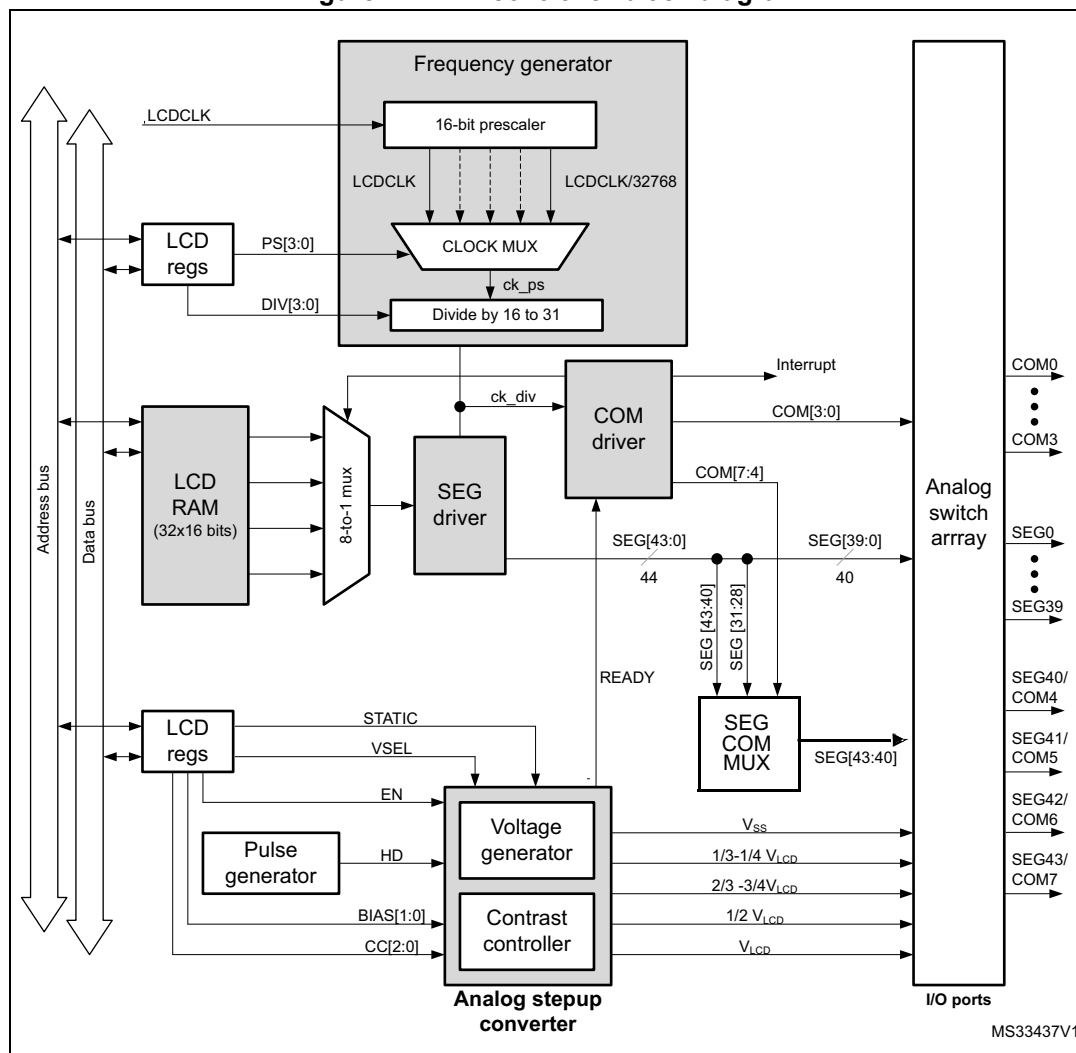 Frequency generator
LCDCLK
16-bit prescaler
LCDCLK
LCDCLK/32768
LCD
regs
PS[3:0]
CLOCK MUX
ck_ps
DIV[3:0]
Divide by 16 to 31
Interrupt
COM0
ck_div
COM
driver
COM[3:0]
COM3
Address bus
Data bus
LCD
RAM
(32x16 bits)
8-to-1 mux
SEG
driver
COM[7:4]
Analog
switch
arrray
SEG[43:0]
44
SEG[39:0]
40
SEG0
SEG39
SEG [43:40]
SEG [31:28]
READY
SEG40/
COM4
LCD
regs
STATIC
VSEL
SEG
COM
MUX
SEG[43:40]
SEG41/
COM5
EN
SEG42/
COM6
Pulse
generator
HD
Voltage
generator
VSS
1/3-1/4 VLCD
SEG43/
COM7
2/3 -3/4VLCD
BIAS[1:0]
Contrast
controller
1/2 VLCD
CC[2:0]
VLCD
Analog stepup
converter
I/O ports
MS33437V1